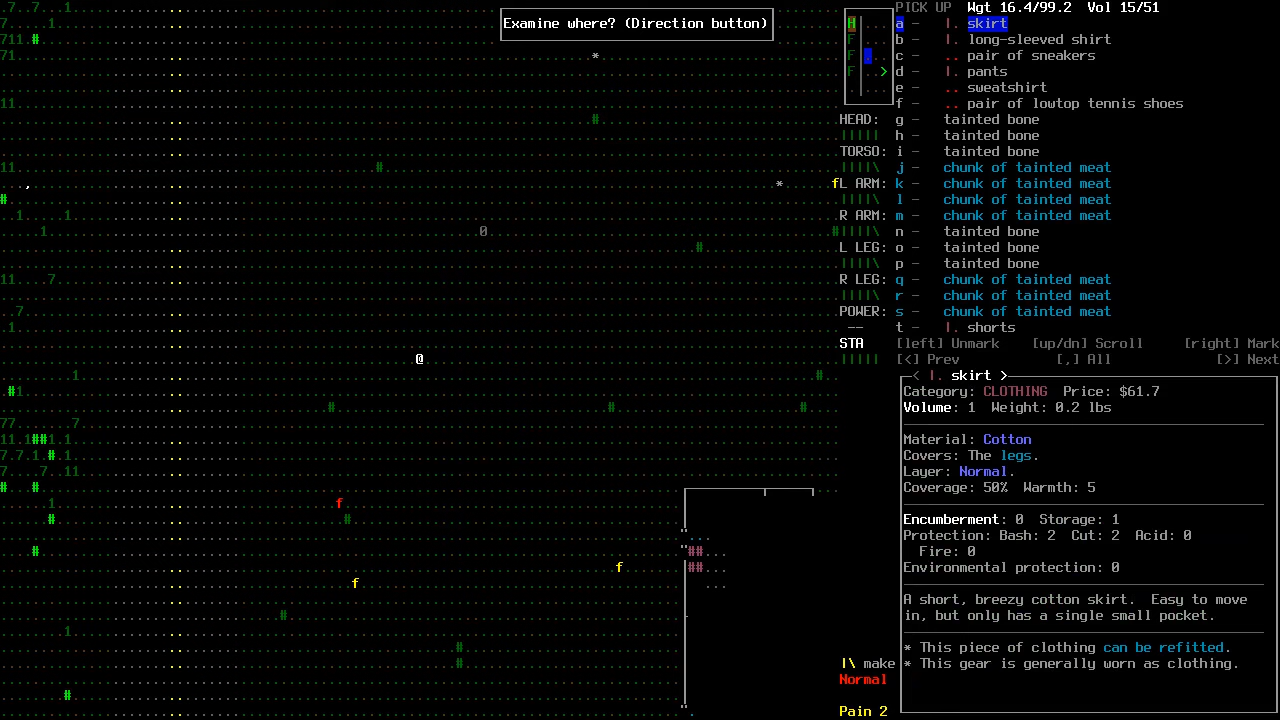 Examine where? (Direction button)
PICK UP  Wgt 16.4/99.2  Vol 15/51
a -  |. skirt
b -  |. long-sleeved shirt
c -  .. pair of sneakers
d -  |. pants
e -  .. sweatshirt
f -  .. pair of lowtop tennis shoes
HEAD: g -  tainted bone
||||| h -  tainted bone
TORSO: i -  tainted bone
||||\ j -  chunk of tainted meat
L ARM: k -  chunk of tainted meat
||||\ l -  chunk of tainted meat
R ARM: m -  chunk of tainted meat
||||\ n -  tainted bone
L LEG: o -  tainted bone
||||\ p -  tainted bone
R LEG: q -  chunk of tainted meat
||||\ r -  chunk of tainted meat
POWER: s -  chunk of tainted meat
-- t -  |. shorts
STA [left] Unmark  [up/dn] Scroll  [right] Mark
||||| [<] Prev  [,] All  [>] Next
< |. skirt >
Category: CLOTHING  Price: $61.7
Volume: 1  Weight: 0.2 lbs
Material: Cotton
Covers: The legs.
Layer: Normal.
Coverage: 50%  Warmth: 5
Encumberment: 0  Storage: 1
Protection: Bash: 2  Cut: 2  Acid: 0
Fire: 0
Environmental protection: 0
A short, breezy cotton skirt.  Easy to move
in, but only has a single small pocket.
* This piece of clothing can be refitted.
|\ make * This gear is generally worn as clothing.
Normal
Pain 2